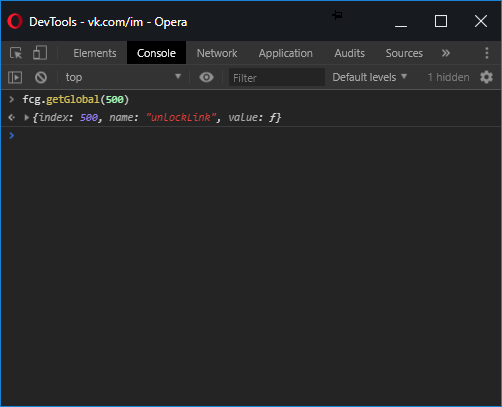 DevTools - vk.com/im - Opera
Elements Console Network Application Audits Sources »
top Filter Default levels 1 hidden
fcg.getGlobal(500)
{index: 500, name: "unlockLink", value: ƒ}